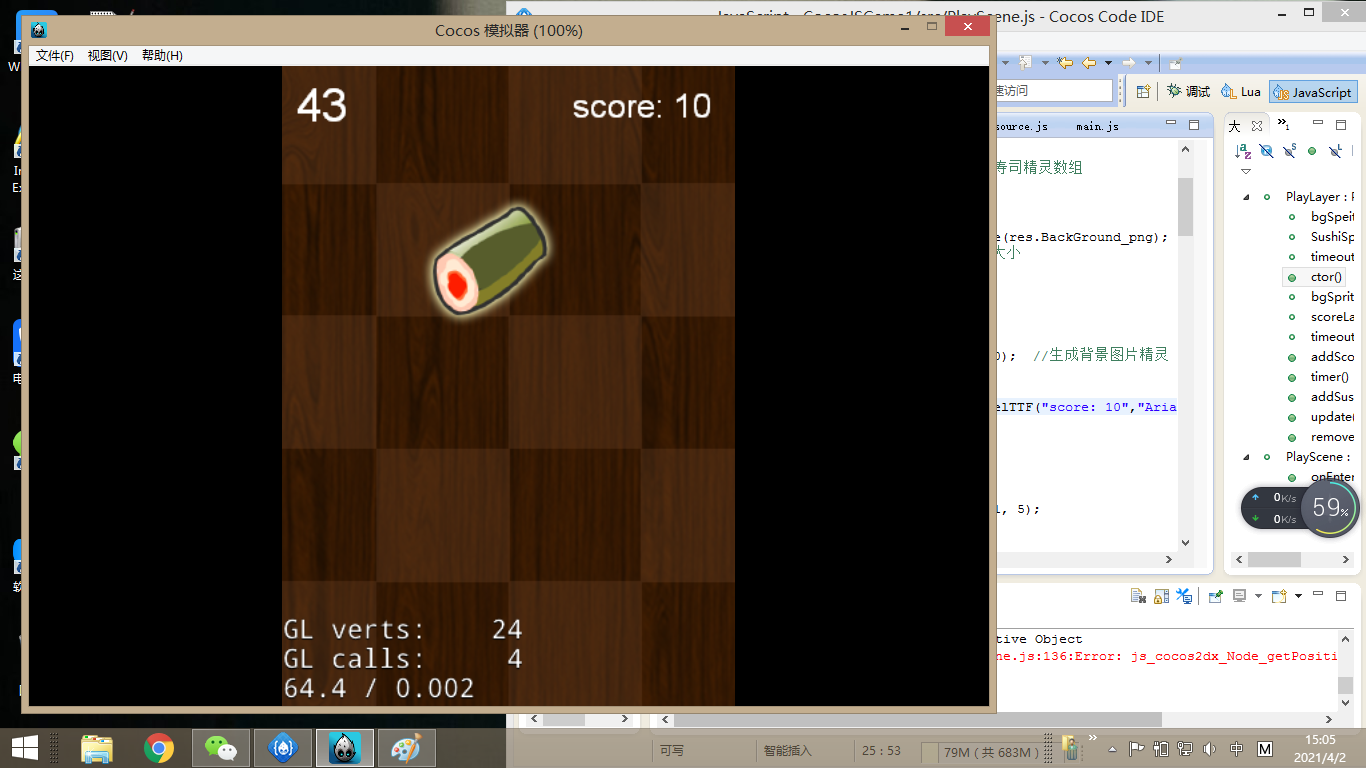 JavaScript - CocosJSGame1/src/PlayScene.js - Cocos Code IDE
Cocos 模拟器 (100%)
文件(F) 视图(V) 帮助(H)
43
score: 10
GL verts: 24
GL calls: 4
64.4 / 0.002
速访问
调试
Lua
JavaScript
source.js
main.js
寿司精灵数组
e(res.BackGround_png);
大小
0); //生成背景图片精灵
elTTF("score: 10","Aria
1, 5);
大
PlayLayer :
bgSpeit
SushiSp
timeout
ctor()
bgSprit
scoreLa
timeout
addSco
timer()
addSus
update(
remove
PlayScene :
onEnter
0K/s
0K/s
59%
tive Object
ne.js:136:Error: js_cocos2dx_Node_getPositi
可写
智能插入
25 : 53
79M ( 共 683M )
中
M
15:05
2021/4/2